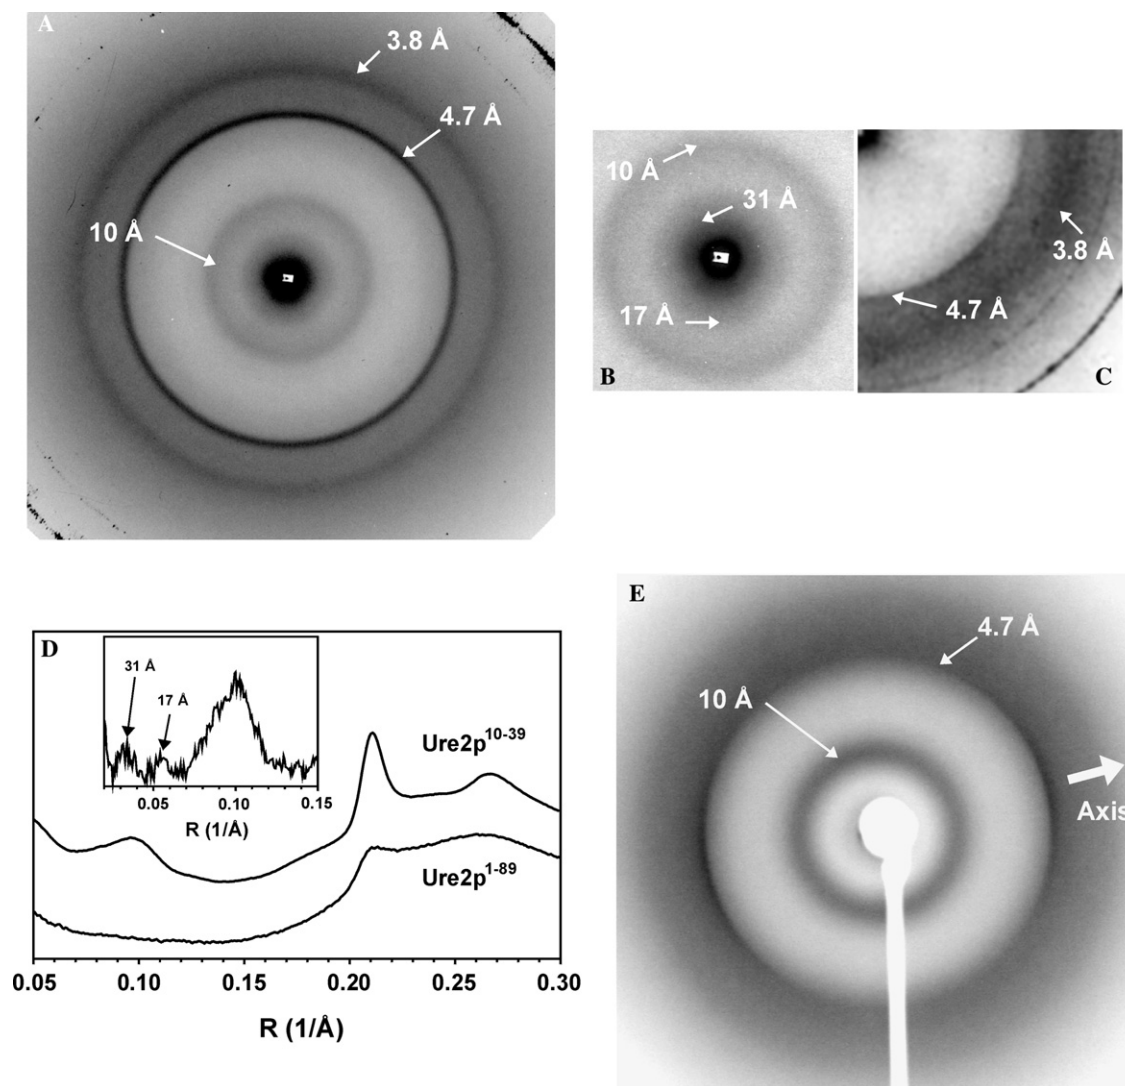 A
3.8 Å
4.7 Å
10 Å
10 Å
31 Å
17 Å
B
3.8 Å
4.7 Å
C
D
31 Å
17 Å
0.05 0.10 0.15
R (1/Å)
Ure2p10-39
Ure2p1-89
0.05 0.10 0.15 0.20 0.25 0.30
R (1/Å)
E
4.7 Å
10 Å
Axis